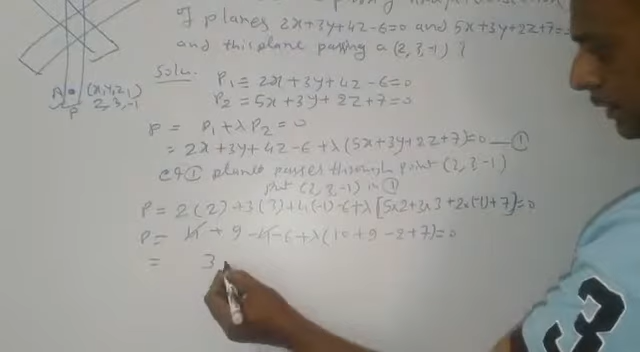 of planes 2x+3y+4z-6=0 and 5x+3y+2z+7=0
and this plane passing a (2,3,-1)
A (x,y,z,)
2,3,-1
P
Soln. P₁ = 2x+3y+4z-6=0
P₂ = 5x+3y+2z+7=0
P = P₁+λP₂=0
= 2x+3y+4z-6+λ(5x+3y+2z+7)=0 — ①
eq ① planes passes through point (2,3,-1)
(2,3,-1) in ①
P = 2(2)+3(3)+4(-1)-6+λ[5x2+3x3+2x(-1)+7]=0
P = 4+9-4-6+λ(10+9-2+7)=0
= 3